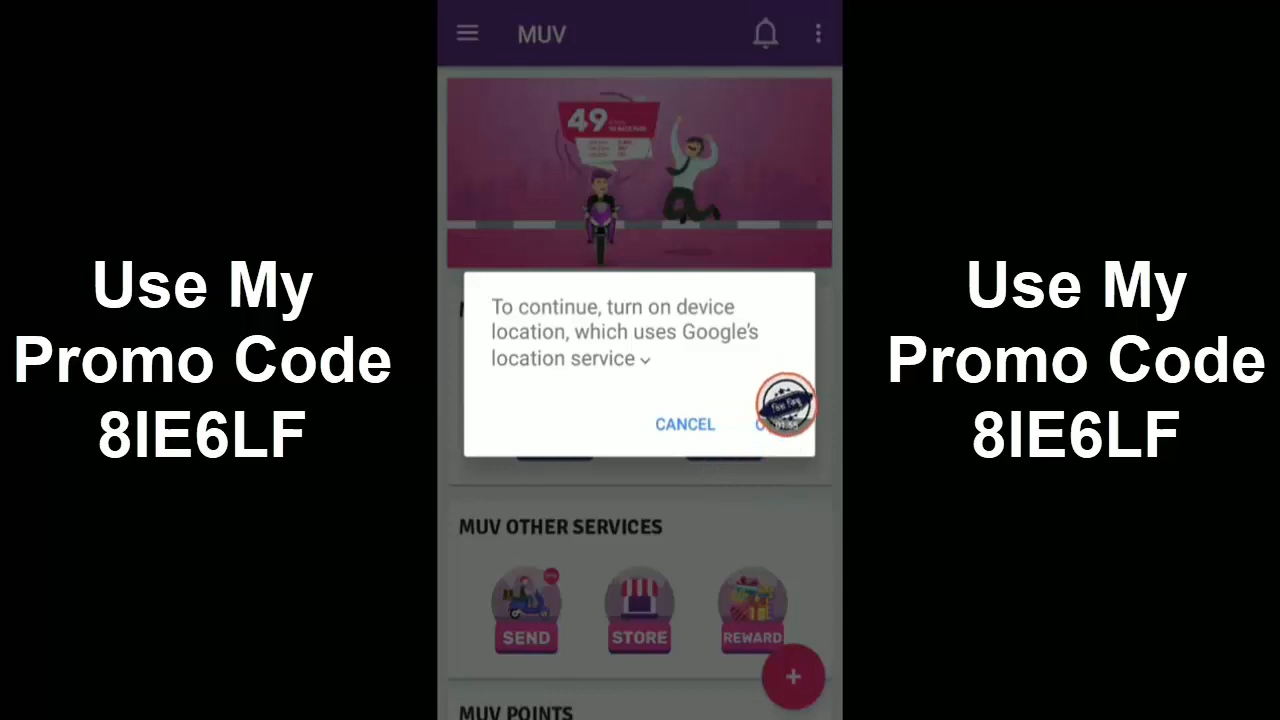 MUV
49
Use My
Promo Code
8IE6LF
To continue, turn on device
location, which uses Google's
location service
CANCEL
Use My
Promo Code
8IE6LF
MUV OTHER SERVICES
SEND
STORE
REWARD
+
MUV POINTS